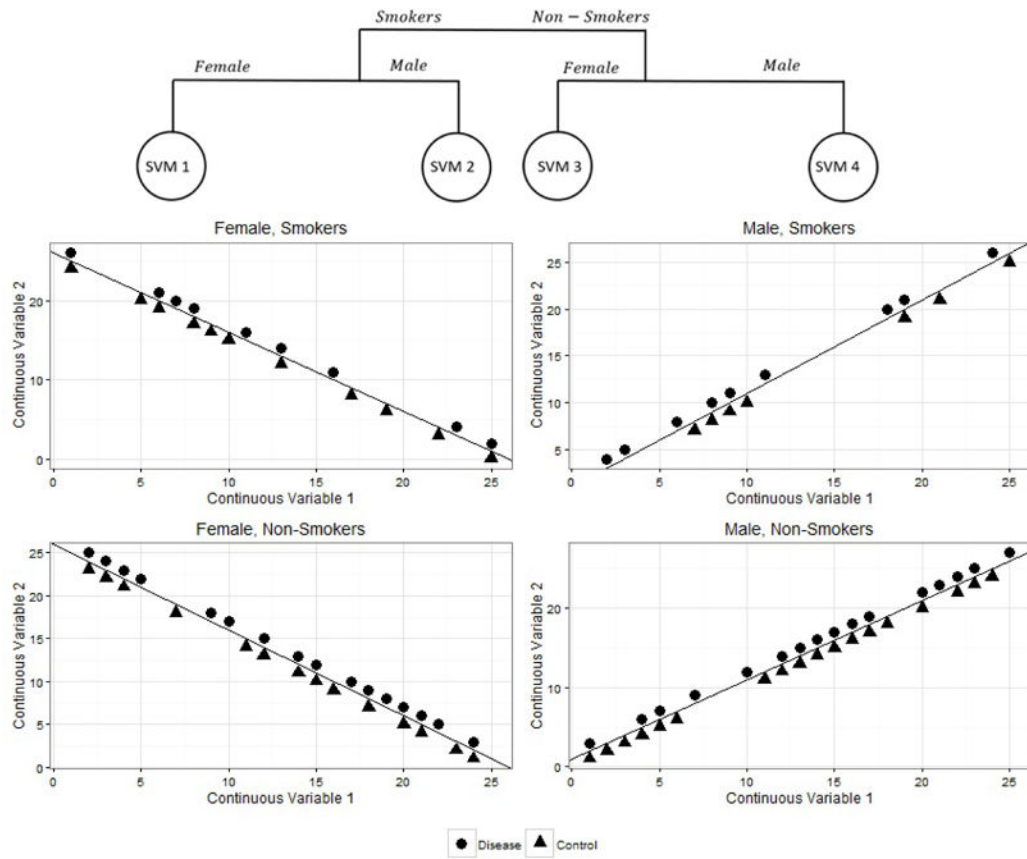 Smokers Non – Smokers
Female Male Female Male
SVM 1 SVM 2 SVM 3 SVM 4
Female, Smokers
Continuous Variable 2
20
10
0
0 5 10 15 20 25
Continuous Variable 1
Male, Smokers
Continuous Variable 2
25
20
15
10
5
0 5 10 15 20 25
Continuous Variable 1
Female, Non-Smokers
Continuous Variable 2
25
20
15
10
5
0
0 5 10 15 20 25
Continuous Variable 1
Male, Non-Smokers
Continuous Variable 2
20
10
0
0 5 10 15 20 25
Continuous Variable 1
Disease Control